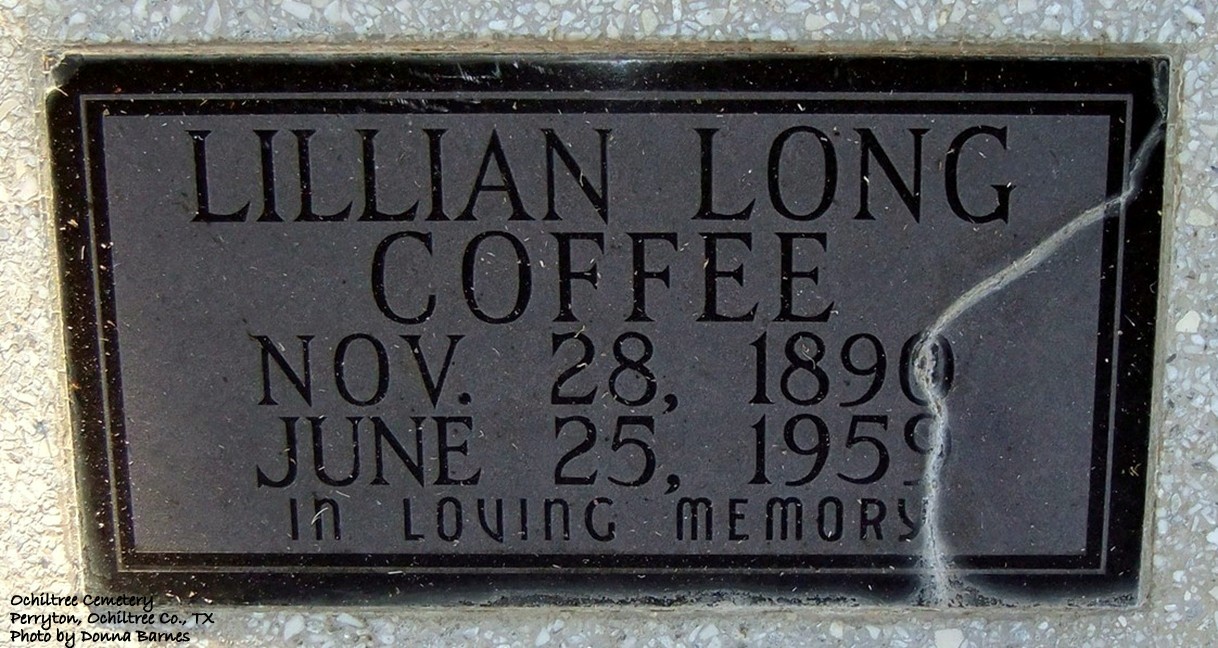 LILLIAN LONG
COFFEE
NOV. 28, 1890
JUNE 25, 1959
IN LOVING MEMORY
Ochiltree Cemetery
Perryton, Ochiltree Co., TX
Photo by Donna Barnes